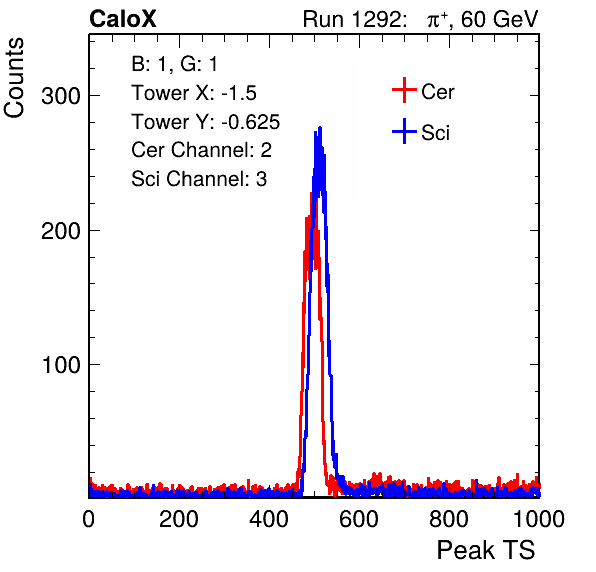 CaloX Run 1292: π+, 60 GeV
Counts
B: 1, G: 1
Tower X: -1.5
Tower Y: -0.625
Cer Channel: 2
Sci Channel: 3
Cer
Sci
300
200
100
0 200 400 600 800 1000
Peak TS